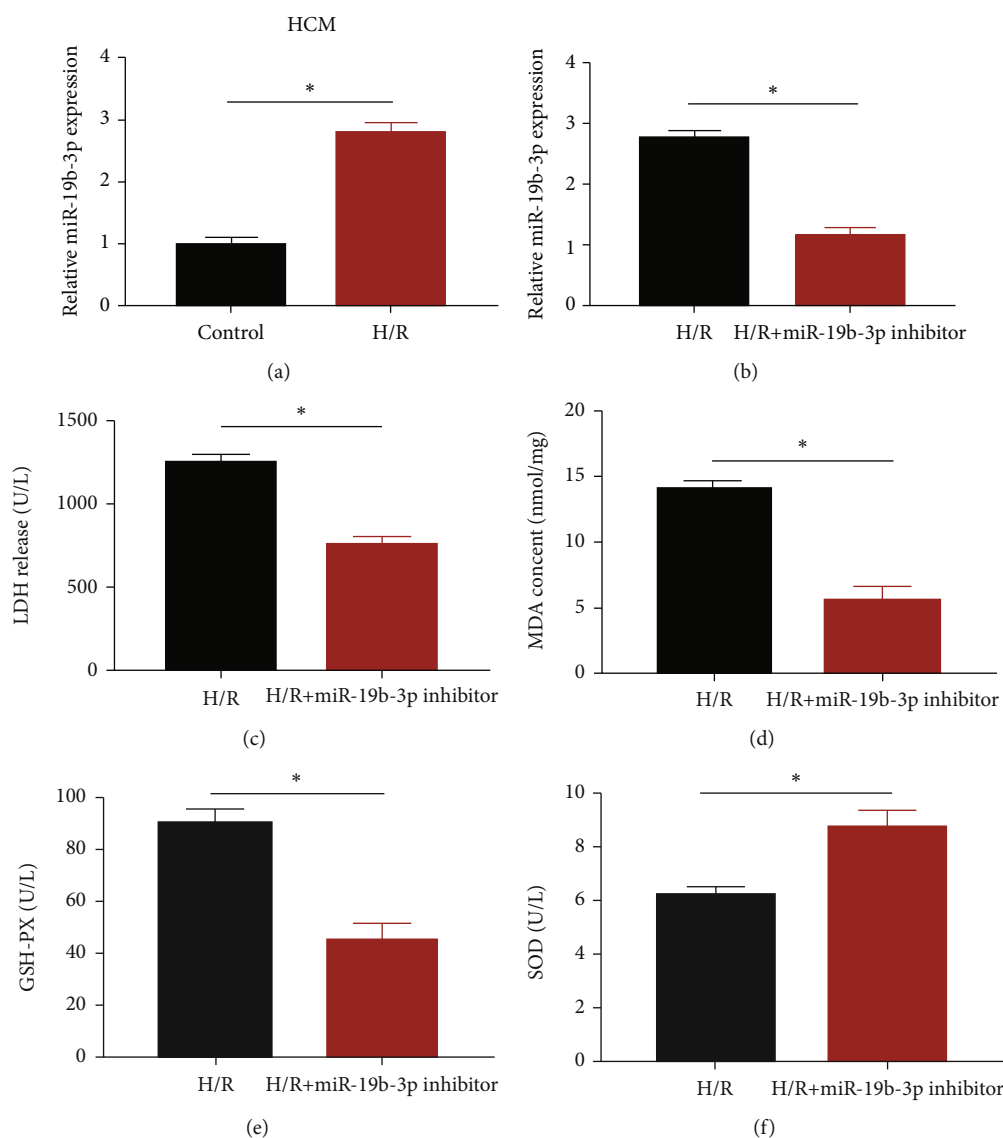 HCM
Relative miR-19b-3p expression
4
3
2
1
0
*
Control
H/R
(a)
Relative miR-19b-3p expression
4
3
2
1
0
*
H/R
H/R+miR-19b-3p inhibitor
(b)
LDH release (U/L)
1500
1000
500
0
*
H/R
H/R+miR-19b-3p inhibitor
(c)
MDA concent (nmol/mg)
20
15
10
5
0
*
H/R
H/R+miR-19b-3p inhibitor
(d)
GSH-PX (U/L)
100
80
60
40
20
0
*
H/R
H/R+miR-19b-3p inhibitor
(e)
SOD (U/L)
10
8
6
4
2
0
*
H/R
H/R+miR-19b-3p inhibitor
(f)